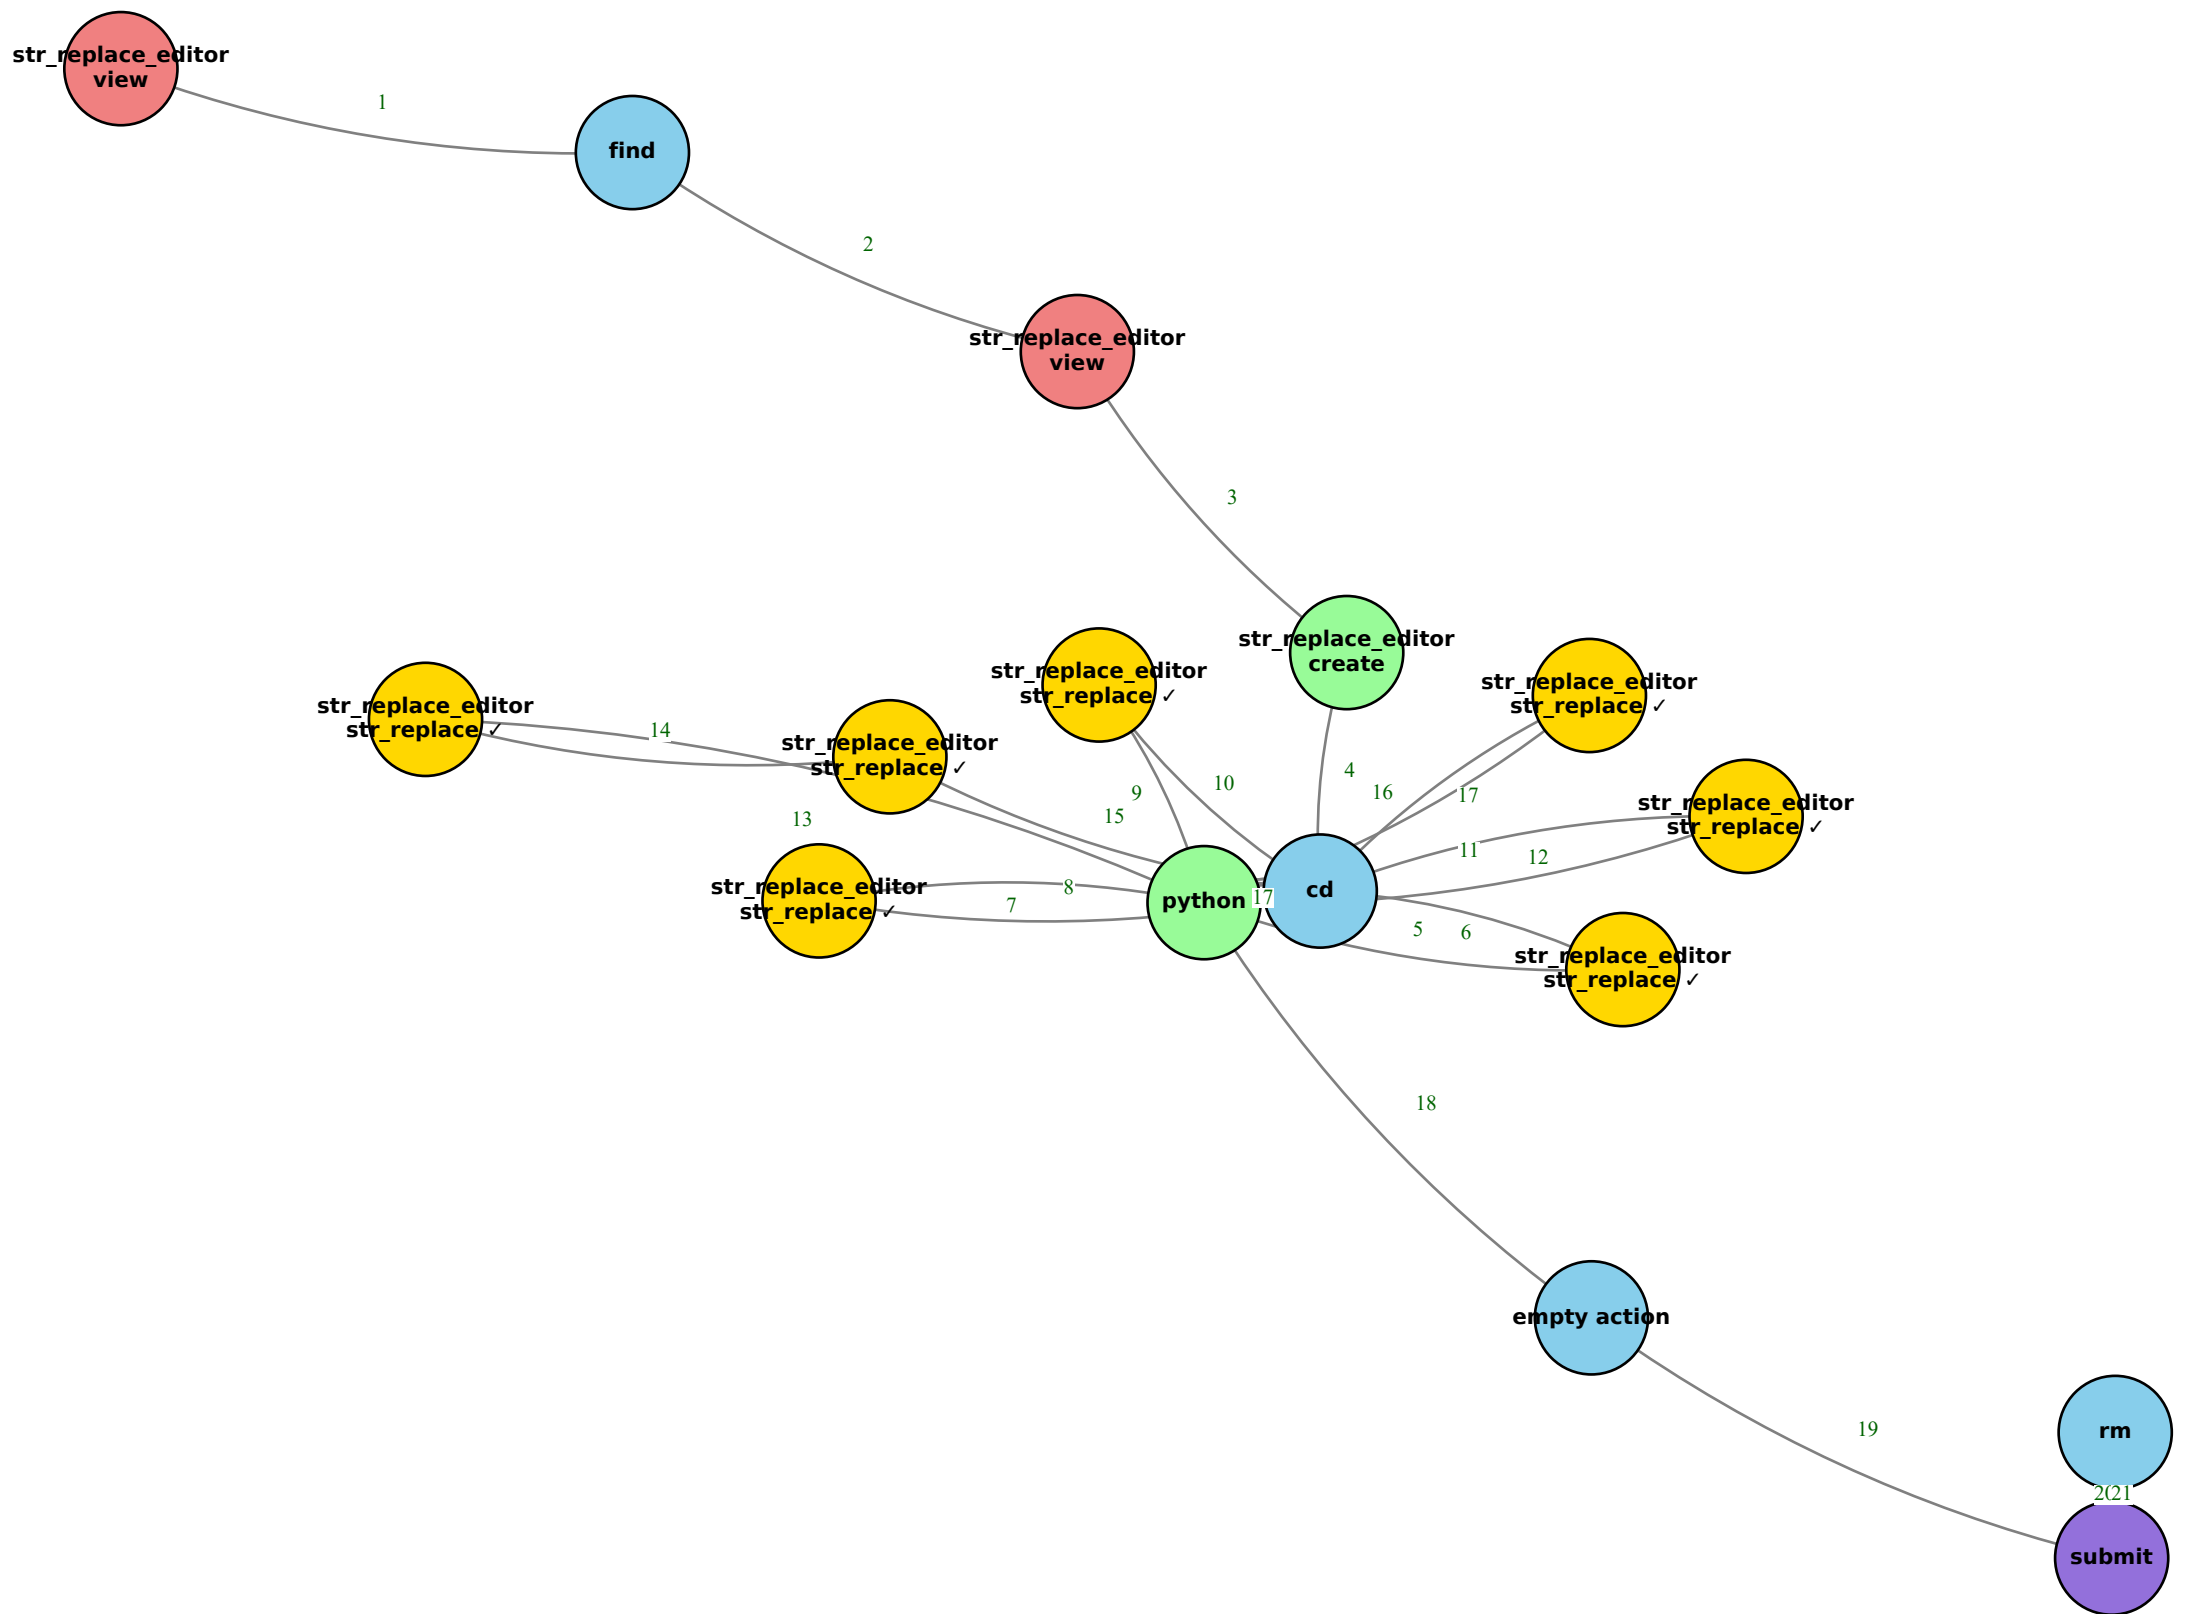 str_replace_editor
view
1
find
2
str_replace_editor
view
3
str_replace_editor
create
str_replace_editor
str_replace ✓
str_replace_editor
str_replace ✓
str_replace_editor
str_replace ✓
14
str_replace_editor
str_replace ✓
4
9
10
16
17
13
15
str_replace_editor
str_replace ✓
11
12
str_replace_editor
str_replace ✓
7
8
python
17
cd
5
6
str_replace_editor
str_replace ✓
18
empty action
19
rm
21
submit